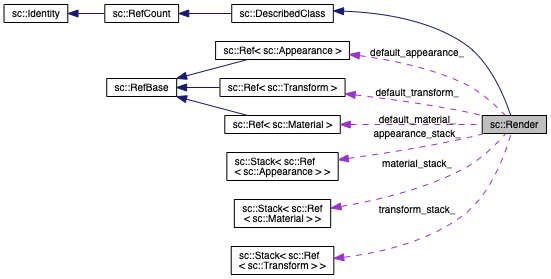 sc::Identity
sc::RefCount
sc::DescribedClass
sc::Ref< sc::Appearance >
default_appearance_
sc::RefBase
sc::Ref< sc::Transform >
default_transform_
sc::Ref< sc::Material >
default_material_
sc::Render
appearance_stack_
sc::Stack< sc::Ref
< sc::Appearance > >
material_stack_
sc::Stack< sc::Ref
< sc::Material > >
transform_stack_
sc::Stack< sc::Ref
< sc::Transform > >